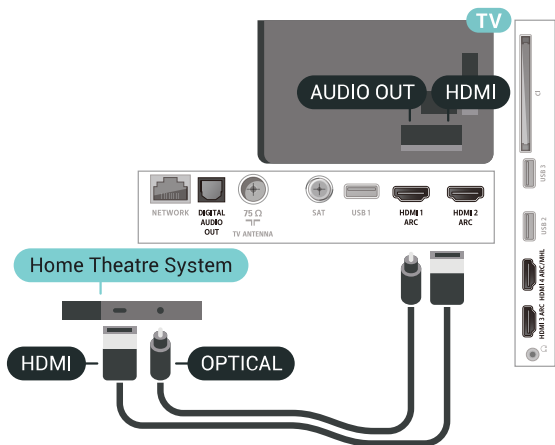 TV
AUDIO OUT
HDMI
CI
USB 3
USB 2
HDMI 4 ARC/MHL
HDMI 3 ARC
NETWORK
DIGITAL
AUDIO
OUT
75 Ω
TV ANTENNA
SAT
USB 1
HDMI 1
ARC
HDMI 2
ARC
Home Theatre System
HDMI
OPTICAL